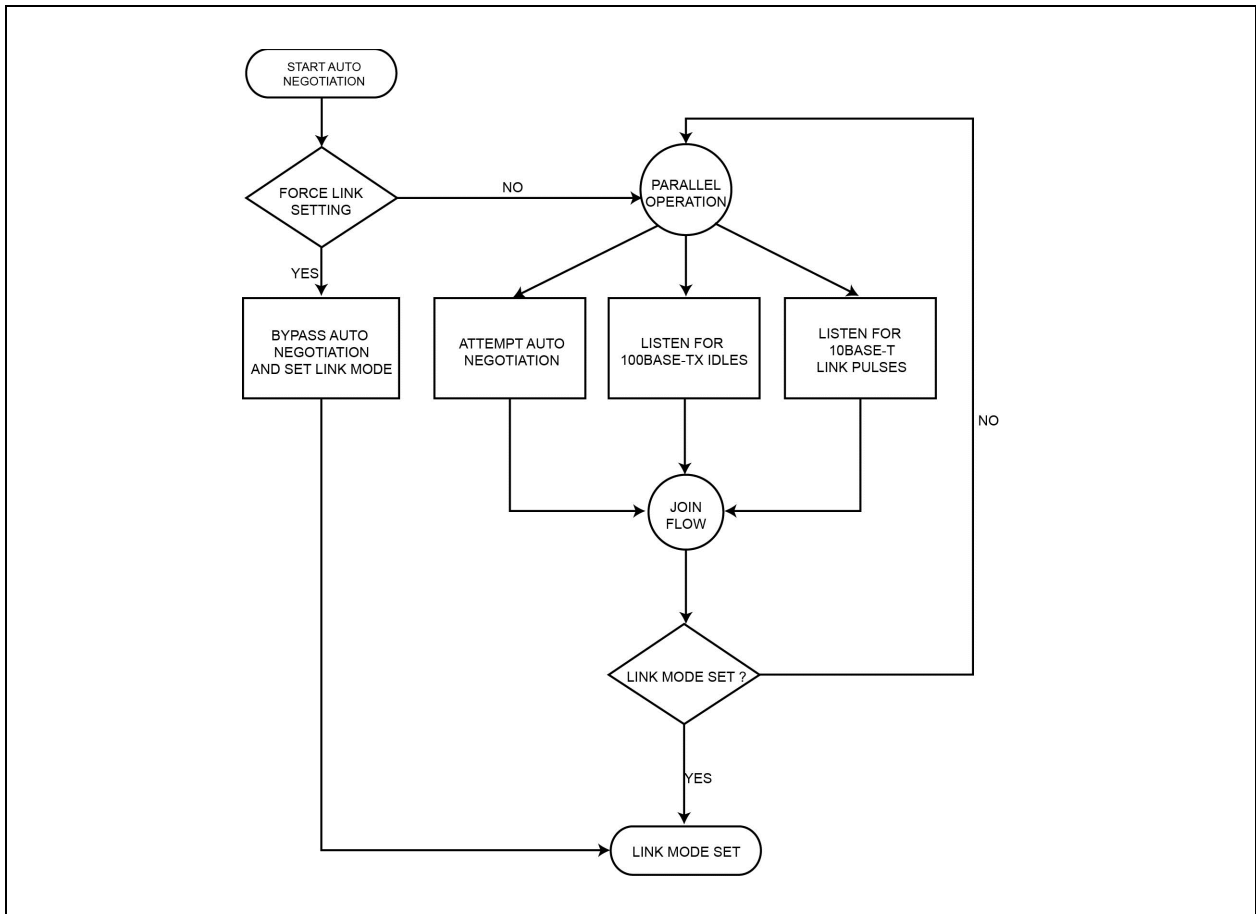 START AUTO
NEGOTIATION
FORCE LINK
SETTING
NO
PARALLEL
OPERATION
YES
BYPASS AUTO
NEGOTIATION
AND SET LINK MODE
ATTEMPT AUTO
NEGOTIATION
LISTEN FOR
100BASE-TX IDLES
LISTEN FOR
10BASE-T
LINK PULSES
NO
JOIN
FLOW
LINK MODE SET ?
YES
LINK MODE SET